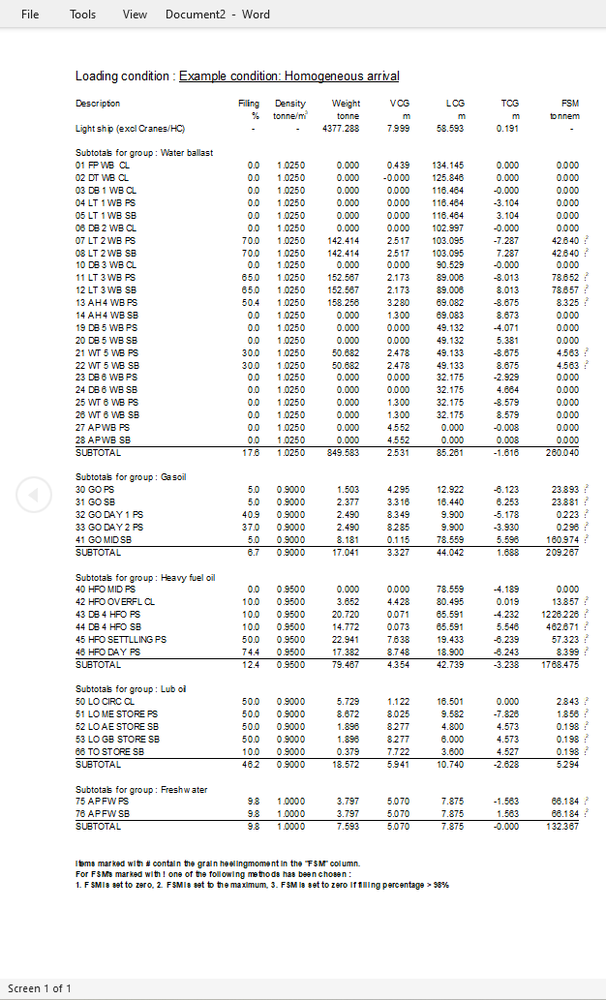 File Tools View Document2 - Word
Loading condition : Example condition: Homogeneous arrival
Description Filling Density Weight VCG LCG TCG FSM
% tonne/m³ tonne m m m tonnem
Light ship (excl Cranes/HC) - - 4377.288 7.999 58.593 0.191 -
Subtotals for group : Water ballast
01 FP WB CL 0.0 1.0250 0.000 0.439 134.145 0.000 0.000
02 DT WB CL 0.0 1.0250 0.000 -0.000 125.846 0.000 0.000
03 DB 1 WB CL 0.0 1.0250 0.000 0.000 116.464 -0.000 0.000
04 LT 1 WB PS 0.0 1.0250 0.000 0.000 116.464 -3.104 0.000
05 LT 1 WB SB 0.0 1.0250 0.000 0.000 116.464 3.104 0.000
06 DB 2 WB CL 0.0 1.0250 0.000 0.000 102.997 -0.000 0.000
07 LT 2 WB PS 70.0 1.0250 142.414 2.517 103.095 -7.287 42.640 !²
08 LT 2 WB SB 70.0 1.0250 142.414 2.517 103.095 7.287 42.640 !²
10 DB 3 WB CL 0.0 1.0250 0.000 0.000 90.529 -0.000 0.000
11 LT 3 WB PS 65.0 1.0250 152.567 2.173 89.006 -8.013 78.652 !²
12 LT 3 WB SB 65.0 1.0250 152.567 2.173 89.006 8.013 78.657 !²
13 AH4 WB PS 50.4 1.0250 158.256 3.280 69.082 -8.675 8.325 !²
14 AH4 WB SB 0.0 1.0250 0.000 1.300 69.083 8.673 0.000
19 DB 5 WB PS 0.0 1.0250 0.000 0.000 49.132 -4.071 0.000
20 DB 5 WB SB 0.0 1.0250 0.000 0.000 49.132 5.381 0.000
21 WT 5 WB PS 30.0 1.0250 50.682 2.478 49.133 -8.675 4.563 !²
22 WT 5 WB SB 30.0 1.0250 50.682 2.478 49.133 8.675 4.563 !²
23 DB 6 WB PS 0.0 1.0250 0.000 0.000 32.175 -2.929 0.000
24 DB 6 WB SB 0.0 1.0250 0.000 0.000 32.175 4.664 0.000
25 WT 6 WB PS 0.0 1.0250 0.000 1.300 32.175 -8.579 0.000
26 WT 6 WB SB 0.0 1.0250 0.000 1.300 32.175 8.579 0.000
27 APWB PS 0.0 1.0250 0.000 4.552 0.000 -0.008 0.000
28 APWB SB 0.0 1.0250 0.000 4.552 0.000 0.008 0.000
SUBTOTAL 17.6 1.0250 849.583 2.531 85.261 -1.616 260.040
Subtotals for group : Gasoil
30 GO PS 5.0 0.9000 1.503 4.295 12.922 -6.123 23.893 !²
31 GO SB 5.0 0.9000 2.377 3.316 16.440 6.253 23.881 !²
32 GO DAY 1 PS 40.9 0.9000 2.490 8.349 9.900 -5.178 0.223 !²
33 GO DAY 2 PS 37.0 0.9000 2.490 8.285 9.900 -3.930 0.296 !²
41 GO MID SB 5.0 0.9000 8.181 0.115 78.559 5.596 160.974 !²
SUBTOTAL 6.7 0.9000 17.041 3.327 44.042 1.688 209.267
Subtotals for group : Heavy fuel oil
40 HFO MID PS 0.0 0.9500 0.000 0.000 78.559 -4.189 0.000
42 HFO OVERFL CL 10.0 0.9500 3.652 4.428 80.495 0.019 13.857 !²
43 DB 4 HFO PS 10.0 0.9500 20.720 0.071 65.591 -4.232 1226.226 !²
44 DB 4 HFO SB 10.0 0.9500 14.772 0.073 65.591 5.546 462.671 !²
45 HFO SETTLLING PS 50.0 0.9500 22.941 7.638 19.433 -6.239 57.323 !²
46 HFO DAY PS 74.4 0.9500 17.382 8.748 18.900 -6.243 8.399 !²
SUBTOTAL 12.4 0.9500 79.467 4.354 42.739 -3.238 1768.475
Subtotals for group : Lub oil
50 LO CIRC CL 50.0 0.9000 5.729 1.122 16.501 0.000 2.843 !²
51 LO ME STORE PS 50.0 0.9000 8.672 8.025 9.582 -7.826 1.856 !²
52 LO AE STORE SB 50.0 0.9000 1.896 8.277 4.800 4.573 0.198 !²
53 LO GB STORE SB 50.0 0.9000 1.896 8.277 6.000 4.573 0.198 !²
66 TO STORE SB 10.0 0.9000 0.379 7.722 3.600 4.527 0.198 !²
SUBTOTAL 46.2 0.9000 18.572 5.941 10.740 -2.628 5.294
Subtotals for group : Freshwater
75 APFW PS 9.8 1.0000 3.797 5.070 7.875 -1.563 66.184 !²
76 APFW SB 9.8 1.0000 3.797 5.070 7.875 1.563 66.184 !²
SUBTOTAL 9.8 1.0000 7.593 5.070 7.875 -0.000 132.367
Items marked with # contain the grain heelingmoment in the "FSM" column.
For FSMs marked with ! one of the following methods has been chosen :
1. FSM is set to zero, 2. FSM is set to the maximum, 3. FSM is set to zero if filling percentage > 98%
Screen 1 of 1